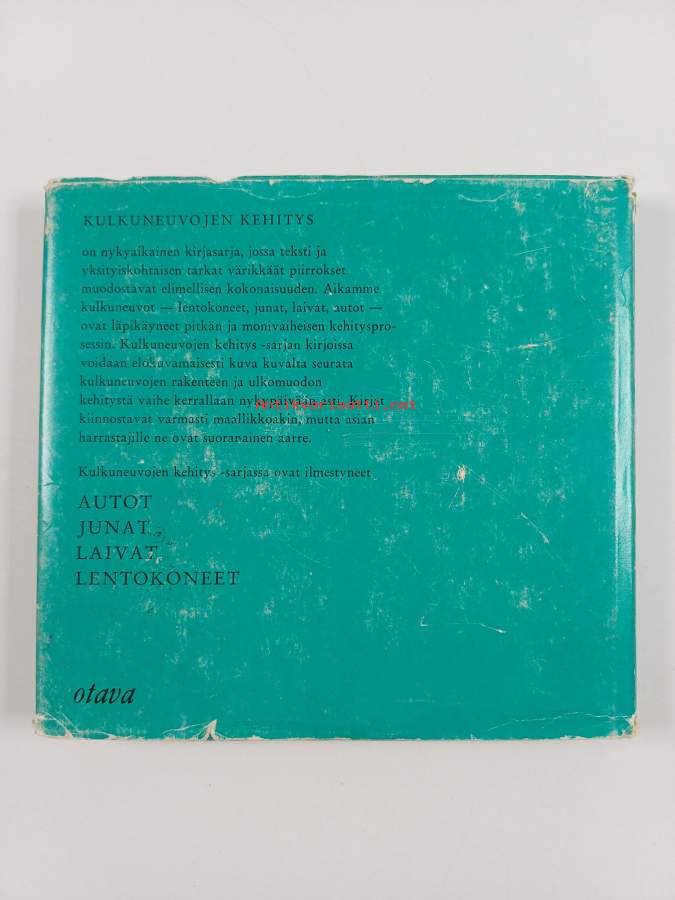 KULKUNEUVOJEN KEHITYS
on nykyaikainen kirjasarja, jossa teksti ja
yksityiskohtaisen tarkat värikkäät piirrokset
muodostavat elimellisen kokonaisuuden. Aikamme
kulkuneuvot — lentokoneet, junat, laivat, autot —
ovat läpikäyneet pitkän ja monivaiheisen kehityspro-
sessin. Kulkuneuvojen kehitys -sarjan kirjoissa
voidaan elokuvamaisesti kuva kuvalta seurata
kulkuneuvojen rakenteen ja ulkomuodon
kehitystä vaihe kerrallaan nykypäivään asti. Kirjat
kiinnostavat varmasti maallikkoakin, mutta asian
harrastajille ne ovat suoranainen aarre.
Kulkuneuvojen kehitys -sarjassa ovat ilmestyneet
AUTOT
JUNAT
LAIVAT
LENTOKONEET
otava
Antikvariaatti.net